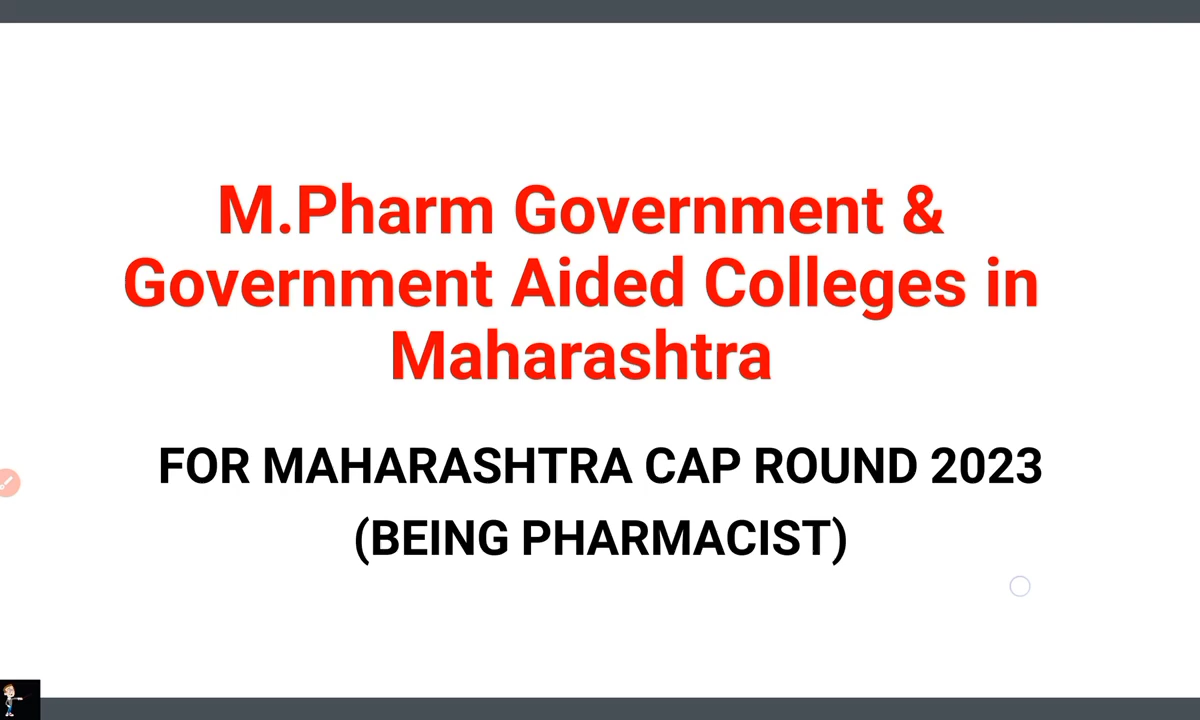 M.Pharm Government &
Government Aided Colleges in
Maharashtra
FOR MAHARASHTRA CAP ROUND 2023
(BEING PHARMACIST)